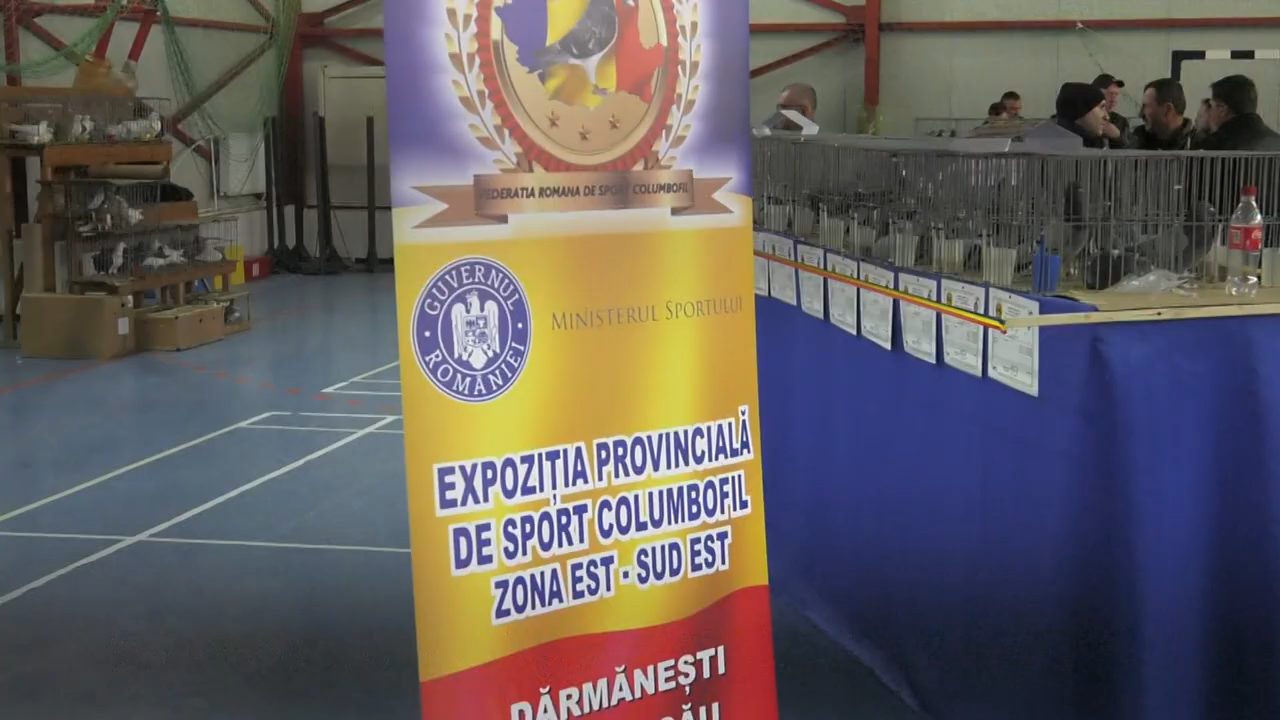 FEDERATIA ROMANA DE SPORT COLUMBOFIL
GUVERNUL
ROMÂNIEI
MINISTERUL SPORTULUI
EXPOZIȚIA PROVINCIALĂ
DE SPORT COLUMBOFIL
ZONA EST - SUD EST
DĂRMĂNEȘTI